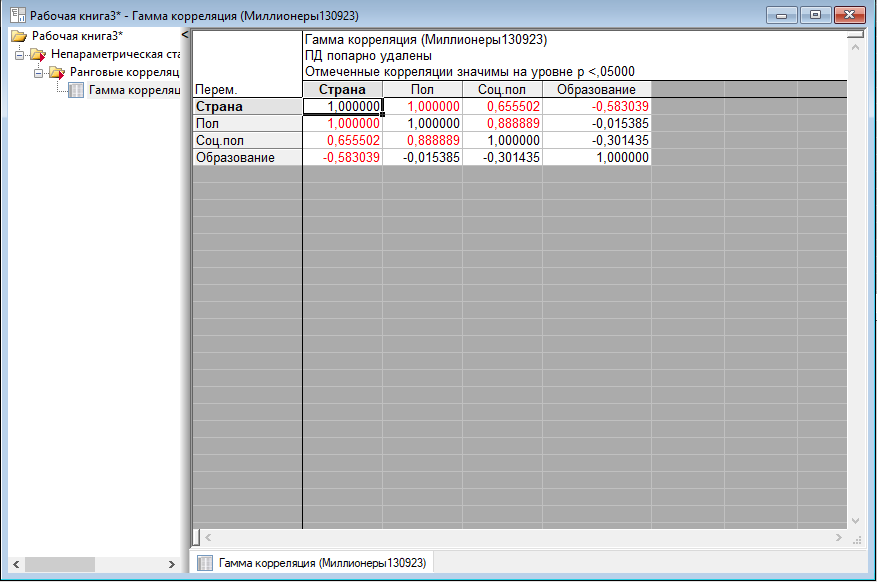 Рабочая книга3* - Гамма корреляция (Миллионеры130923)
Рабочая книга3*
Непараметрическая ста
Ранговые корреляц
Гамма корреляц
Гамма корреляция (Миллионеры130923)
ПД попарно удалены
Отмеченные корреляции значимы на уровне p <,05000
Перем. Страна Пол Соц.пол Образование
Страна 1,000000 1,000000 0,655502 -0,583039
Пол 1,000000 1,000000 0,888889 -0,015385
Соц.пол 0,655502 0,888889 1,000000 -0,301435
Образование -0,583039 -0,015385 -0,301435 1,000000
Гамма корреляция (Миллионеры130923)